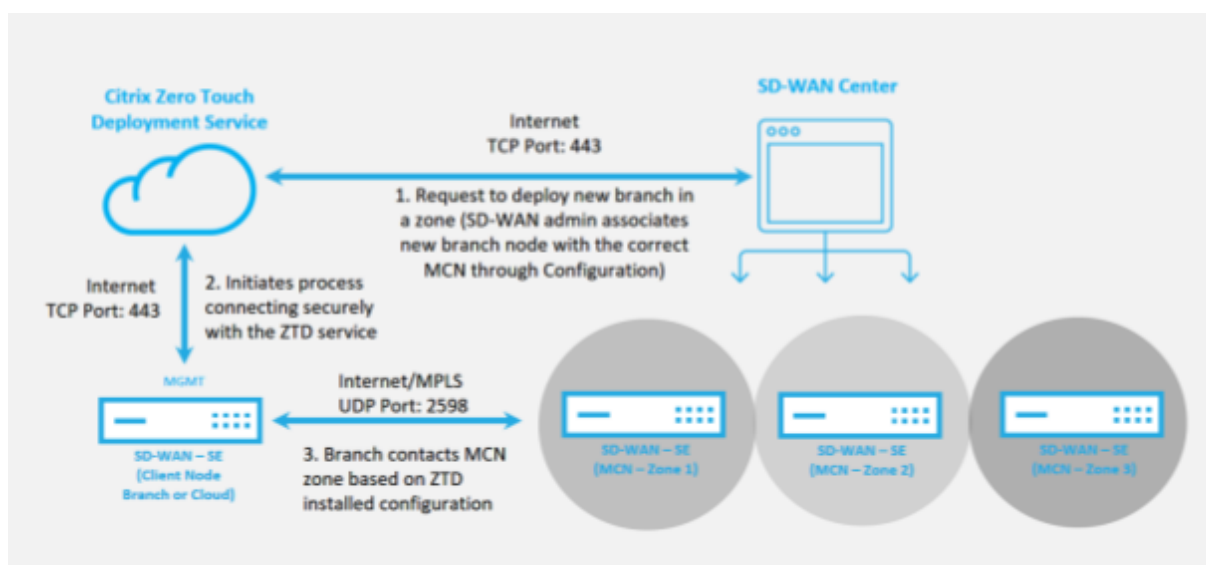 Citrix Zero Touch
Deployment Service
SD-WAN Center
Internet
TCP Port: 443
1. Request to deploy new branch in
a zone (SD-WAN admin associates
new branch node with the correct
MCN through Configuration)
Internet
TCP Port: 443
2. Initiates process
connecting securely
with the ZTD service
MGMT
SD-WAN – SE
(Client Node
Branch or Cloud)
Internet/MPLS
UDP Port: 2598
3. Branch contacts MCN
zone based on ZTD
installed configuration
SD-WAN – SE
(MCN – Zone 1)
SD-WAN – SE
(MCN – Zone 2)
SD-WAN – SE
(MCN – Zone 3)